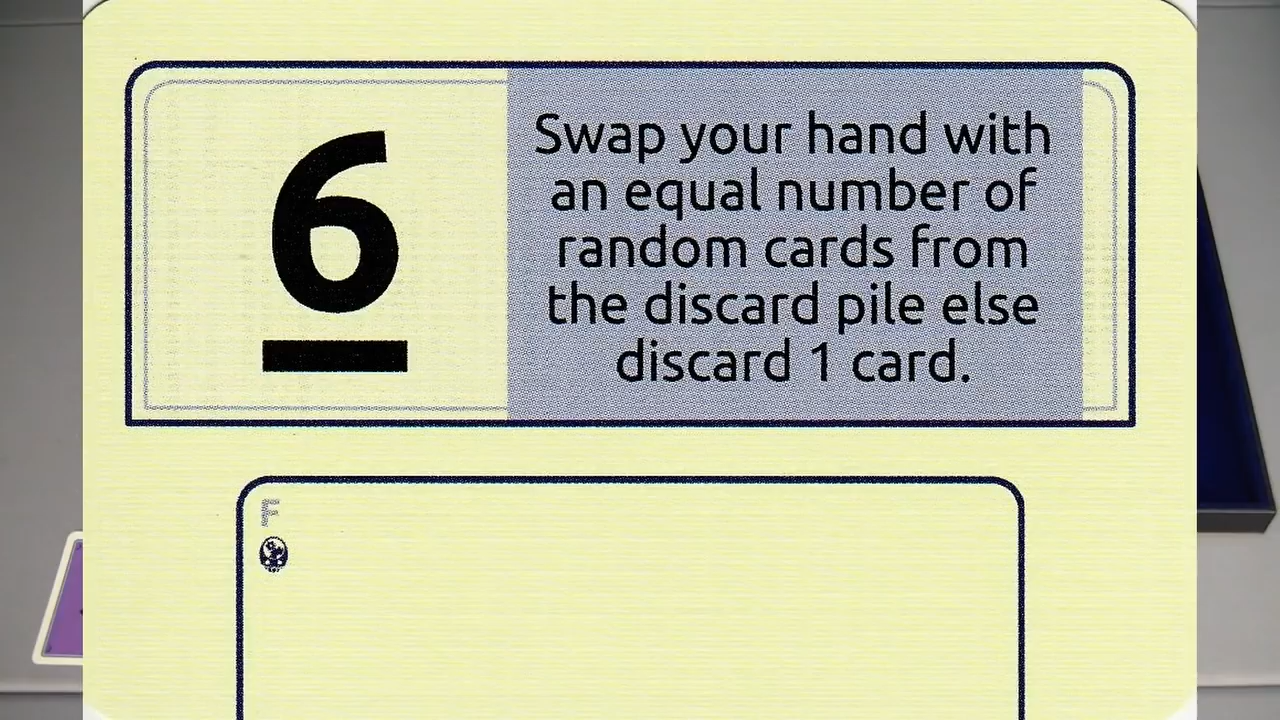 6
Swap your hand with
an equal number of
random cards from
the discard pile else
discard 1 card.
F